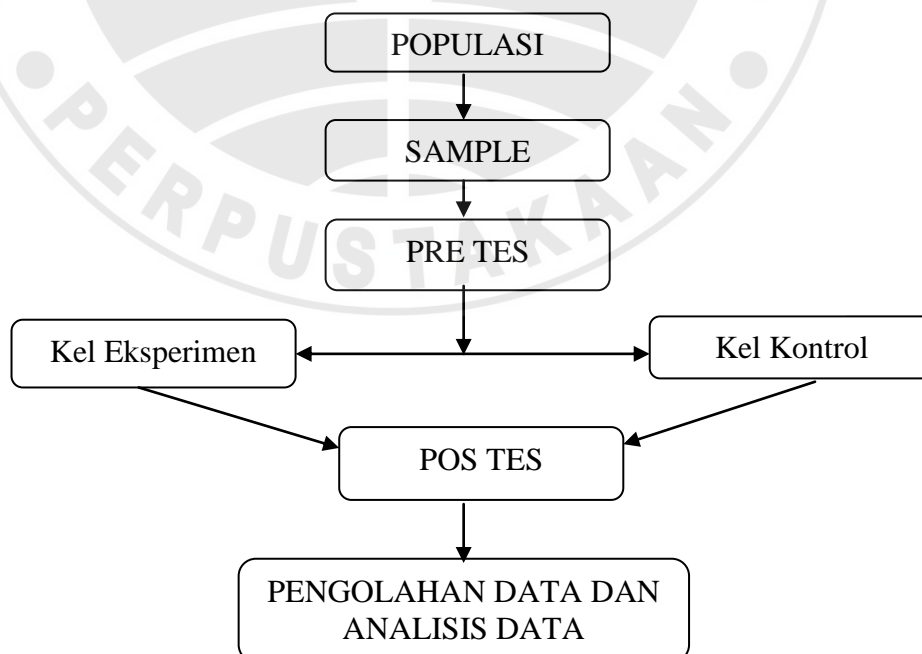 POPULASI
SAMPLE
PRE TES
Kel Eksperimen
Kel Kontrol
POS TES
PENGOLAHAN DATA DAN
ANALISIS DATA
PERPUSTAKAAN